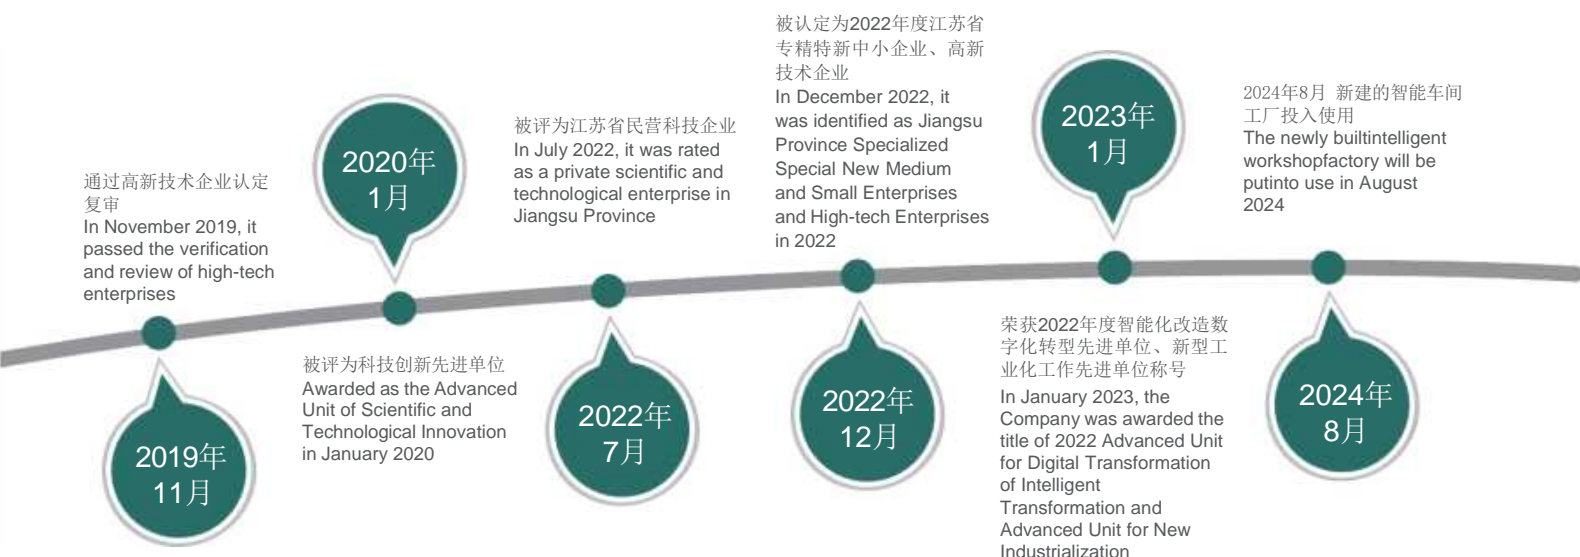 通过高新技术企业认定
复审
In November 2019, it
passed the verification
and review of high-tech
enterprises
2019年
11月
2020年
1月
被评为科技创新先进单位
Awarded as the Advanced
Unit of Scientific and
Technological Innovation
in January 2020
被评为江苏省民营科技企业
In July 2022, it was rated
as a private scientific and
technological enterprise in
Jiangsu Province
2022年
7月
被认定为2022年度江苏省
专精特新中小企业、高新
技术企业
In December 2022, it
was identified as Jiangsu
Province Specialized
Special New Medium
and Small Enterprises
and High-tech Enterprises
in 2022
2022年
12月
2023年
1月
荣获2022年度智能化改造数
字化转型先进单位、新型工
业化工作先进单位称号
In January 2023, the
Company was awarded the
title of 2022 Advanced Unit
for Digital Transformation
of Intelligent
Transformation and
Advanced Unit for New
Industrialization
2024年8月 新建的智能车间
工厂投入使用
The newly builtintelligent
workshopfactory will be
putinto use in August
2024
2024年
8月